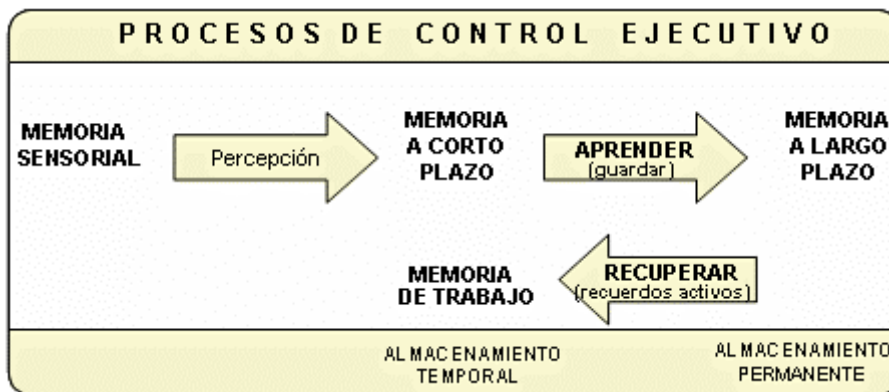 PROCESOS DE CONTROL EJECUTIVO
MEMORIA
SENSORIAL
Percepción
MEMORIA
A CORTO
PLAZO
APRENDER
(guardar)
MEMORIA
A LARGO
PLAZO
MEMORIA
DE TRABAJO
RECUPERAR
(recuerdos activos)
ALMACENAMIENTO
TEMPORAL
ALMACENAMIENTO
PERMANENTE